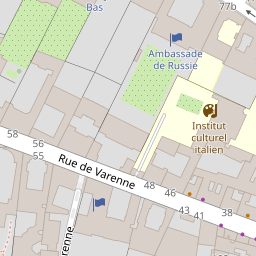 77b
Bas
Ambassade
de Russie
Institut
culturel
italien
58
56
55
Rue de Varenne
48
46
43
41
38
arenne